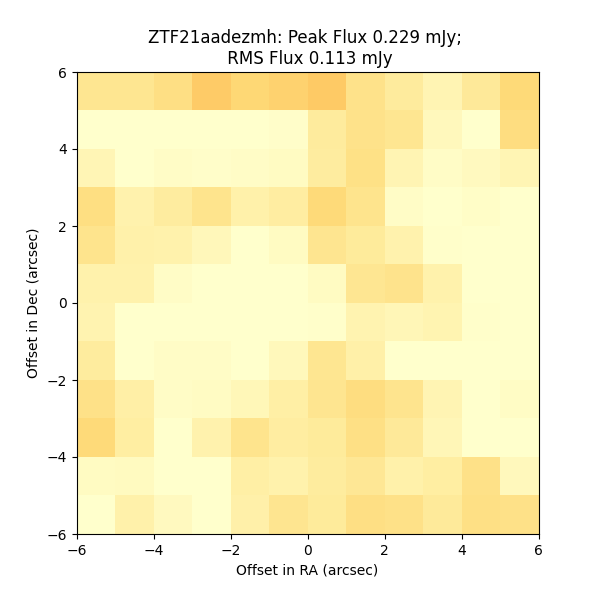 ZTF21aadezmh: Peak Flux 0.229 mJy;
RMS Flux 0.113 mJy
6
4
2
0
−2
−4
−6
Offset in Dec (arcsec)
−6 −4 −2 0 2 4 6
Offset in RA (arcsec)